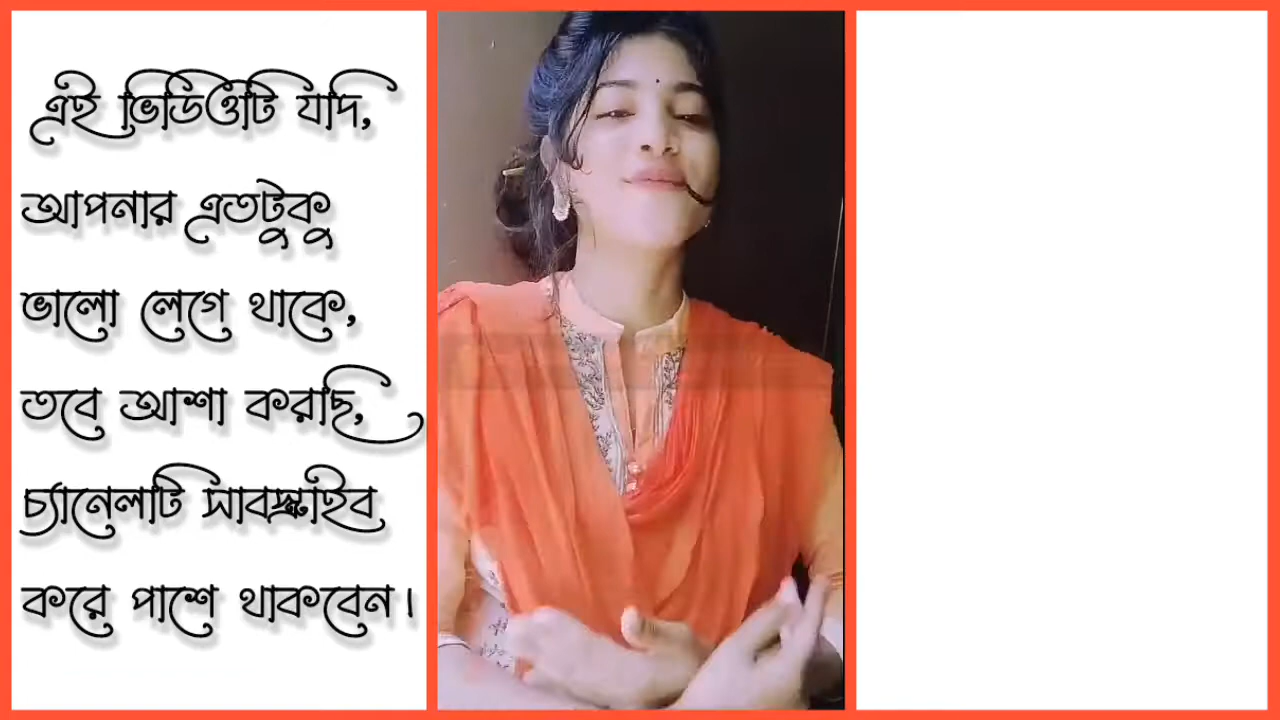 এই ভিডিওটি যদি,
আপনার এতটুকু
ভালো লেগে থাকে,
তবে আশা করছি,
চ্যানেলটি সাবস্ক্রাইব
করে পাশে থাকবেন।